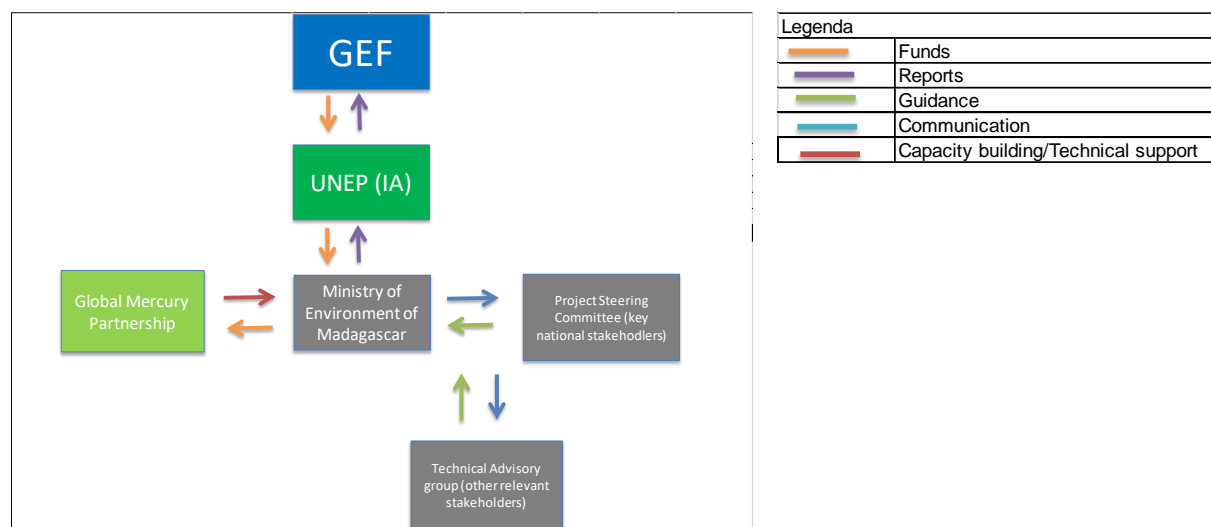 GEF
UNEP (IA)
Global Mercury
Partnership
Ministry of
Environment of
Madagascar
Project Steering
Committee (key
national stakehodlers)
Technical Advisory
group (other relevant
stakeholders)
Legenda
Funds
Reports
Guidance
Communication
Capacity building/Technical support